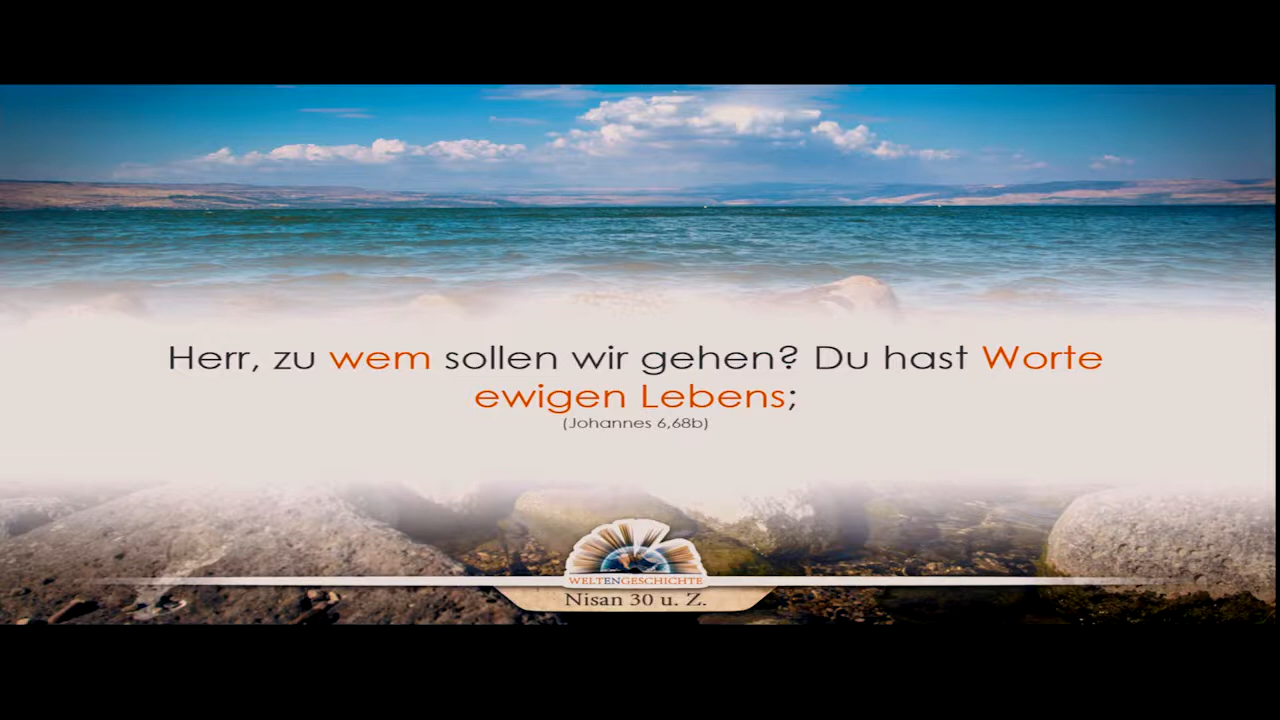 Herr, zu wem sollen wir gehen? Du hast Worte
ewigen Lebens;
(Johannes 6,68b)
WELTENGESCHICHTE
Nisan 30 u. Z.